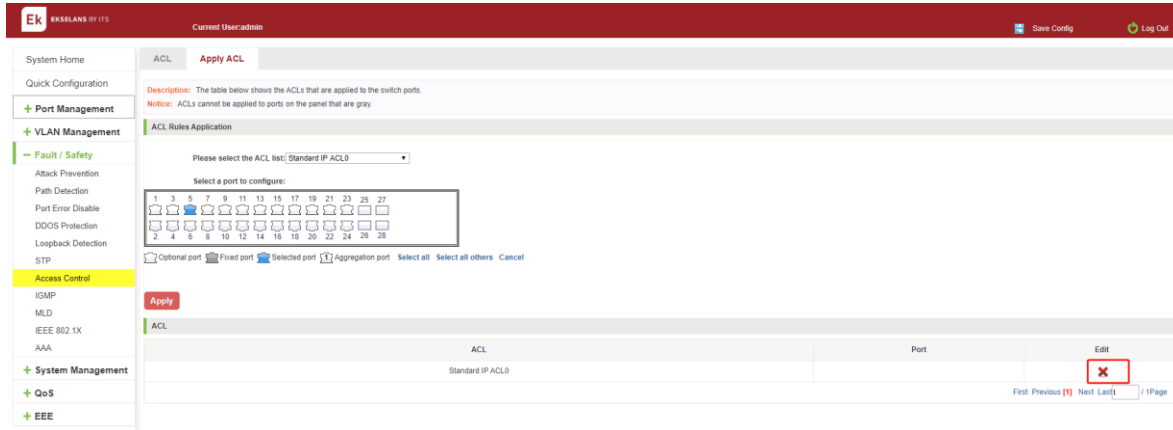 Ek EKSELANS BY ITS
Current User:admin
Save Config
Log Out
System Home
Quick Configuration
+ Port Management
+ VLAN Management
− Fault / Safety
Attack Prevention
Path Detection
Port Error Disable
DDOS Protection
Loopback Detection
STP
Access Control
IGMP
MLD
IEEE 802.1X
AAA
+ System Management
+ QoS
+ EEE
ACL Apply ACL
Description: The table below shows the ACLs that are applied to the switch ports.
Notice: ACLs cannot be applied to ports on the panel that are gray.
ACL Rules Application
Please select the ACL list: Standard IP ACL0
Select a port to configure:
1 3 5 7 9 11 13 15 17 19 21 23 25 27
2 4 6 8 10 12 14 16 18 20 22 24 26 28
Optional port Fixed port Selected port 1 Aggregation port Select all Select all others Cancel
Apply
ACL
ACL Port Edit
Standard IP ACL0
First Previous [1] Next Last 1 / 1Page